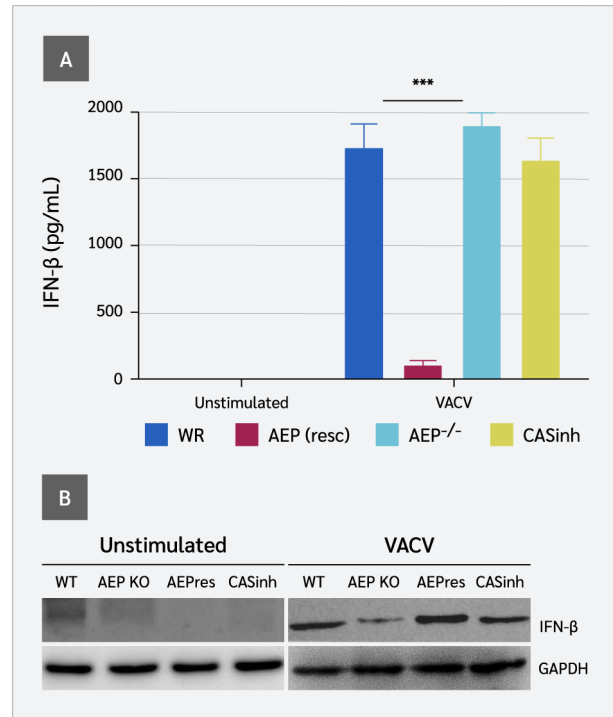 A
***
IFN-β (pg/mL)
2000
1500
1000
500
0
Unstimulated VACV
WR AEP (resc) AEP-/- CASinh
B
Unstimulated VACV
WT AEP KO AEPres CASinh WT AEP KO AEPres CASinh
IFN-β
GAPDH